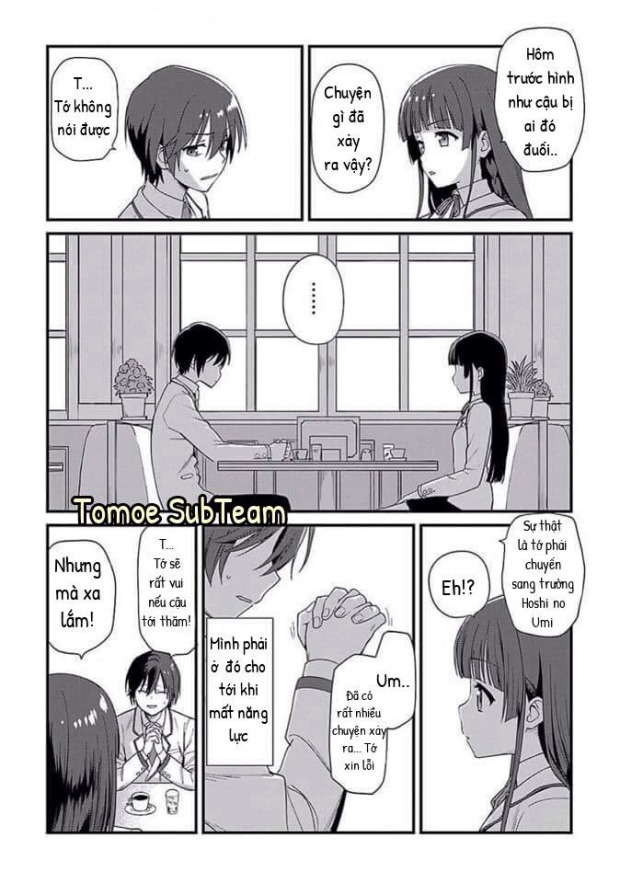 Hôm
trước hình
như cậu bị
ai đó
đuổi..
Chuyện
gì đã
xảy
ra vậy?
T...
Tớ không
nói được
......
Tomoe SubTeam
Sự thật
là tớ phải
chuyển
sang trường
Hoshi no
Umi
Eh!?
Um..
Đã có
rất nhiều
chuyện xảy
ra... Tớ
xin lỗi
Mình phải
ở đó cho
tới khi
mất năng
lực
T...
Tớ sẽ
rất vui
nếu cậu
tới thăm!
Nhưng
mà xa
lắm!